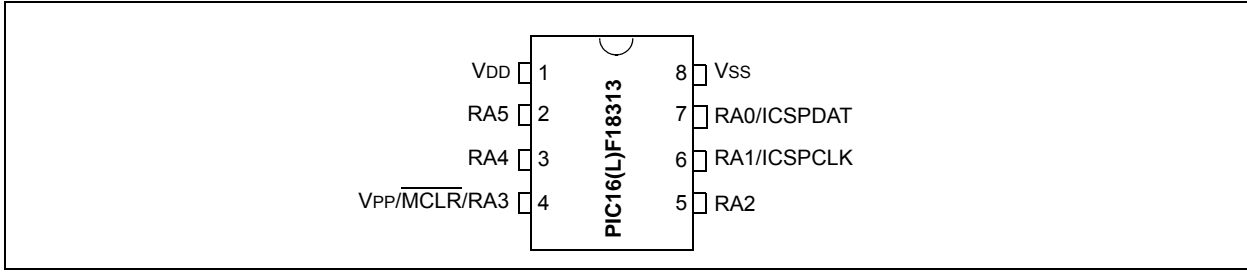 VDD 1 8 VSS
RA5 2 7 RA0/ICSPDAT
RA4 3 6 RA1/ICSPCLK
VPP/MCLR/RA3 4 5 RA2
PIC16(L)F18313